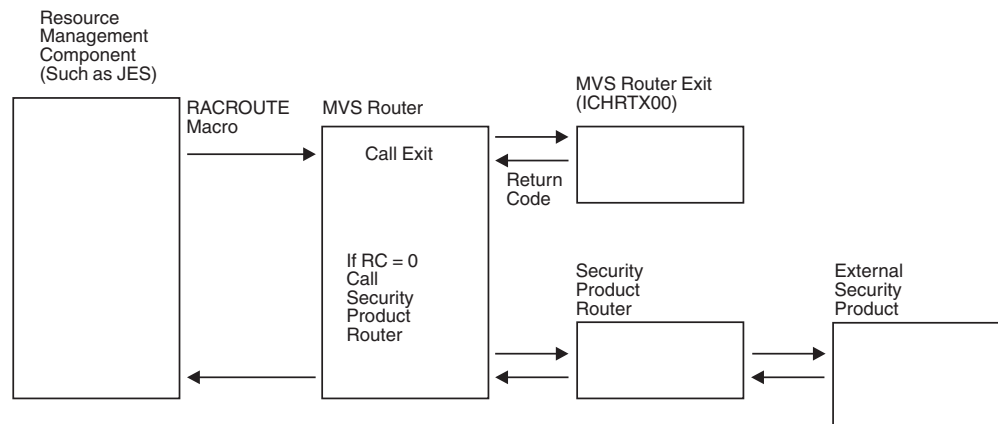 Resource
Management
Component
(Such as JES)
RACROUTE
Macro
MVS Router
MVS Router Exit
(ICHRTX00)
Call Exit
Return
Code
If RC = 0
Call
Security
Product
Router
Security
Product
Router
External
Security
Product